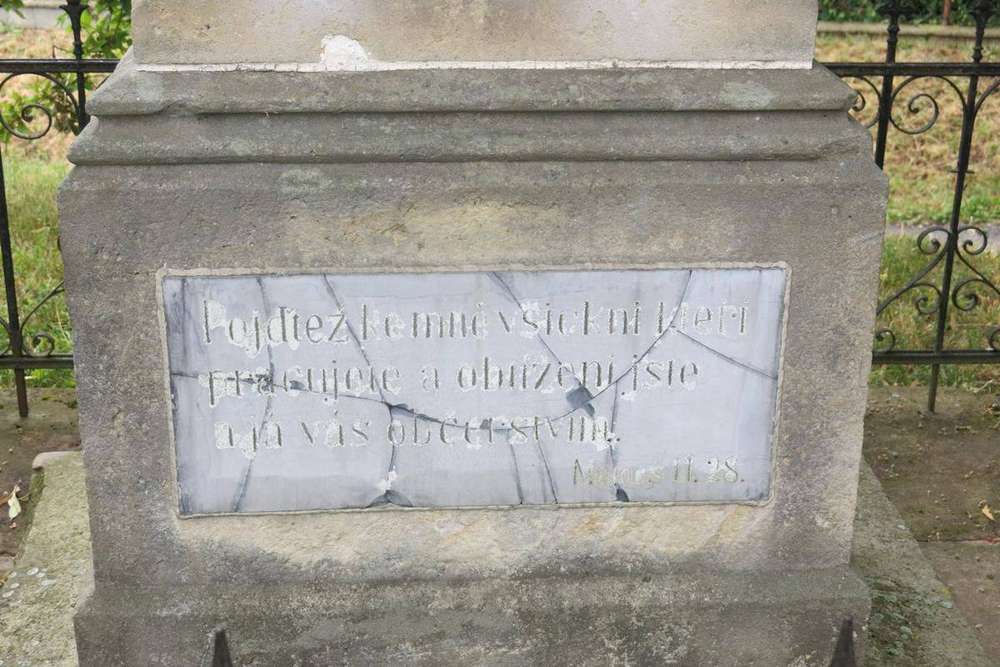 Pojdtež ke mně všickni kteří
pracujete a obtíženi jste
a já vás občerstvím.
Matouš 11. 28.